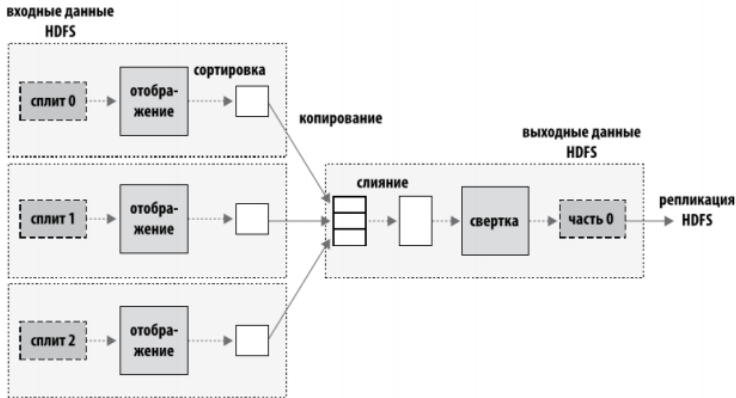 входные данные
HDFS
сплит 0
отобра-
жение
сортировка
копирование
сплит 1
отобра-
жение
сплит 2
отобра-
жение
слияние
свертка
выходные данные
HDFS
часть 0
репликация
HDFS